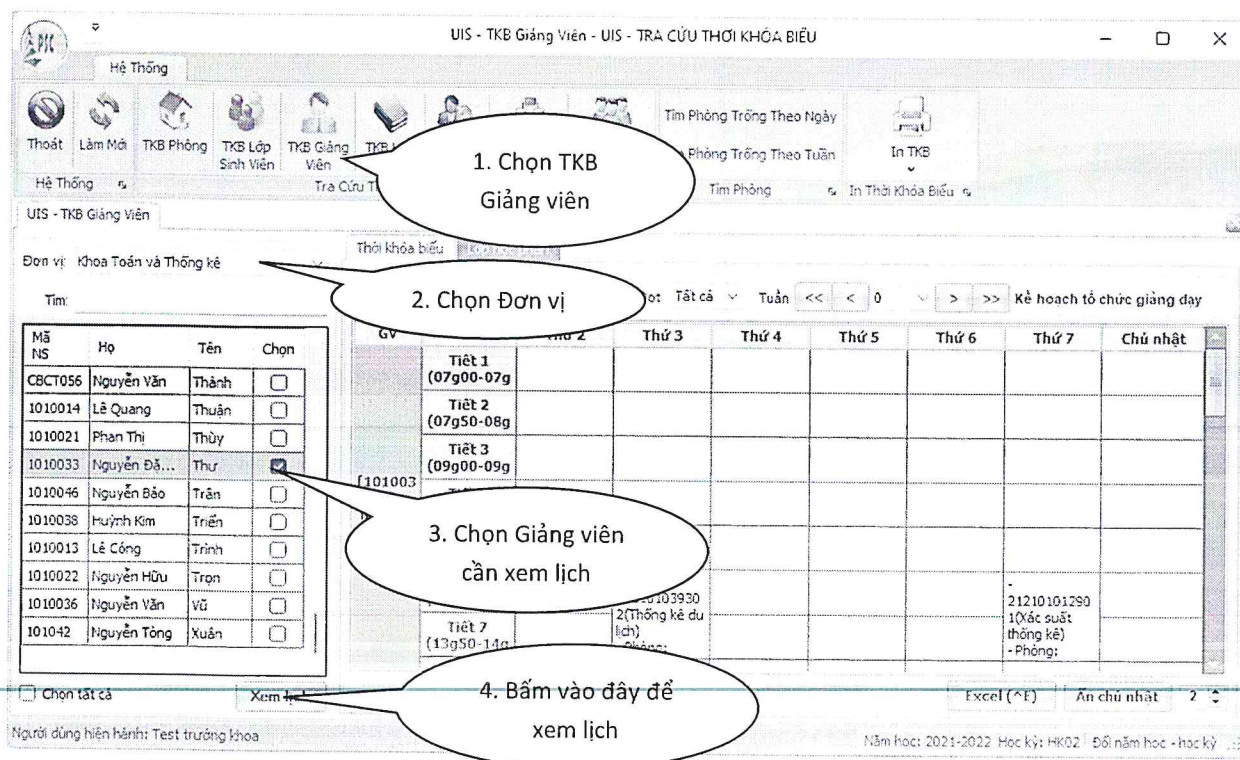 UIS - TKB Giảng Viên - UIS - TRA CỨU THỜI KHÓA BIỂU
Hệ Thống
Thoát
Làm Mới
TKB Phòng
TKB Lớp
Sinh Viên
TKB Giảng
Viên
Tìm Phòng Trống Theo Ngày
Phòng Trống Theo Tuần
In TKB
Hệ Thống
Tra Cứu
Tìm Phòng
In Thời Khóa Biểu
1. Chọn TKB
Giảng viên
UIS - TKB Giảng Viên
Đơn vị: Khoa Toán và Thống kê
Tìm:
Thời khóa biểu
2. Chọn Đơn vị
Tất cả
Tuần << < 0 > >> Kế hoạch tổ chức giảng dạy
Mã
NS
Họ
Tên
Chọn
CBCT056 Nguyễn Văn Thành
1010014 Lê Quang Thuận
1010021 Phan Thị Thùy
1010033 Nguyễn Đă... Thư
1010046 Nguyễn Bảo Trân
1010038 Huỳnh Kim Triển
1010013 Lê Công Trình
1010022 Nguyễn Hữu Trọn
1010036 Nguyễn Văn Vũ
101042 Nguyễn Tòng Xuân
GV
Thứ 3
Thứ 4
Thứ 5
Thứ 6
Thứ 7
Chủ nhật
Tiết 1
(07g00-07g
Tiết 2
(07g50-08g
Tiết 3
(09g00-09g
[101003
3. Chọn Giảng viên
cần xem lịch
Tiết 7
(13g50-14g
2(Thống kê du
lịch)
- Phòng:
-
21210101290
1(Xác suất
thống kê)
- Phòng:
Chọn tất cả
Xem
4. Bấm vào đây để
xem lịch
Excel (^E)
Ẩn chủ nhật
2
Người dùng hiện hành: Test trưởng khoa
Năm học: 2021-2022 Học kỳ: HK02 Đổi năm học - học kỳ